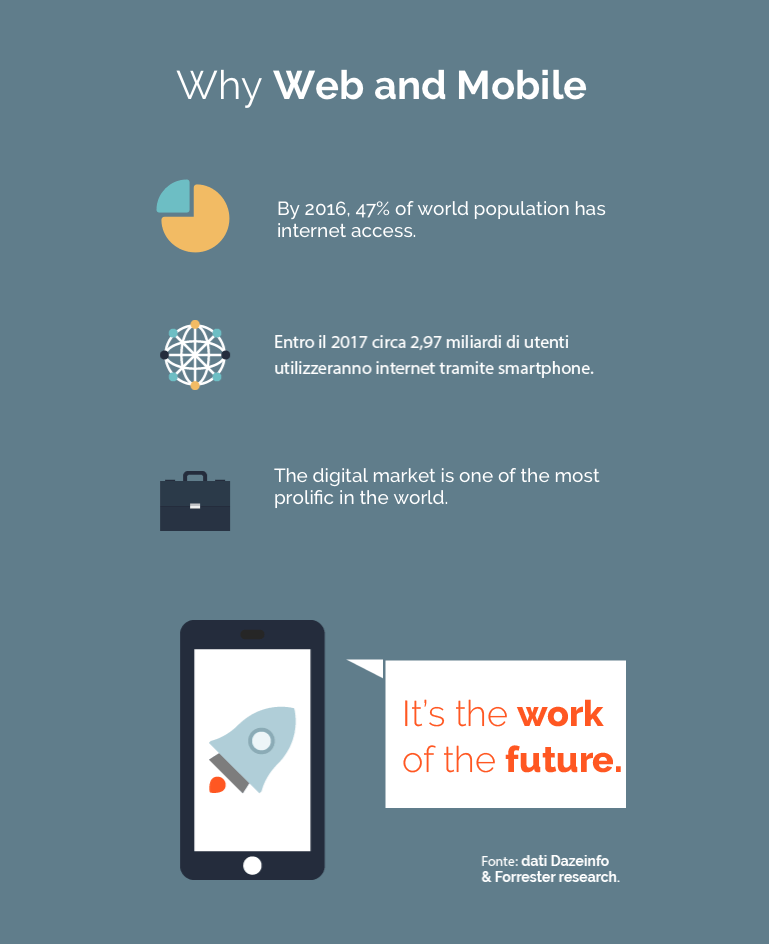 Why Web and Mobile
By 2016, 47% of world population has
internet access.
Entro il 2017 circa 2,97 miliardi di utenti
utilizzeranno internet tramite smartphone.
The digital market is one of the most
prolific in the world.
It's the work
of the future.
Fonte: dati Dazeinfo
& Forrester research.